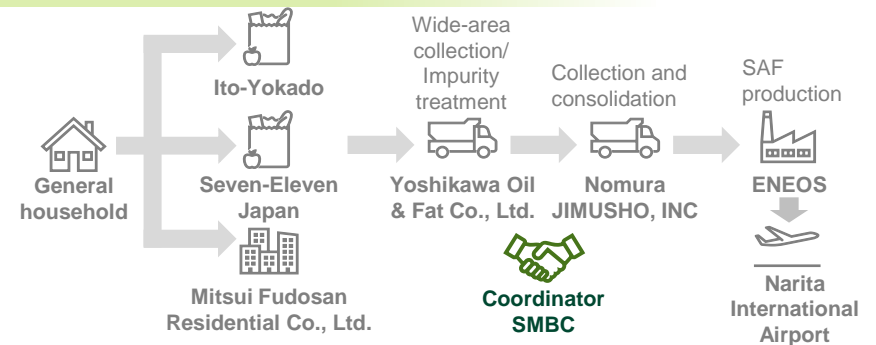 General
household
Ito-Yokado
Seven-Eleven
Japan
Mitsui Fudosan
Residential Co., Ltd.
Wide-area
collection/
Impurity
treatment
Yoshikawa Oil
& Fat Co., Ltd.
Collection and
consolidation
Nomura
JIMUSHO, INC
Coordinator
SMBC
SAF
production
ENEOS
Narita
International
Airport